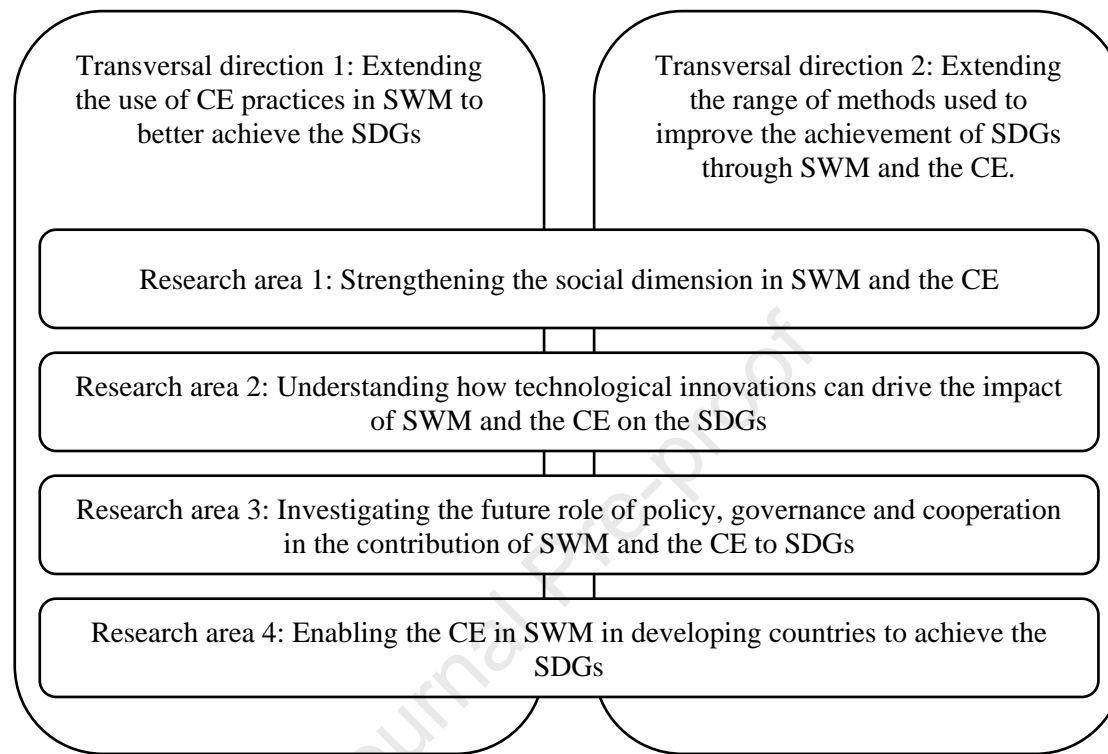 Transversal direction 1: Extending
the use of CE practices in SWM to
better achieve the SDGs
Transversal direction 2: Extending
the range of methods used to
improve the achievement of SDGs
through SWM and the CE.
Research area 1: Strengthening the social dimension in SWM and the CE
Research area 2: Understanding how technological innovations can drive the impact
of SWM and the CE on the SDGs
Research area 3: Investigating the future role of policy, governance and cooperation
in the contribution of SWM and the CE to SDGs
Research area 4: Enabling the CE in SWM in developing countries to achieve the
SDGs
urnal Pre-proof